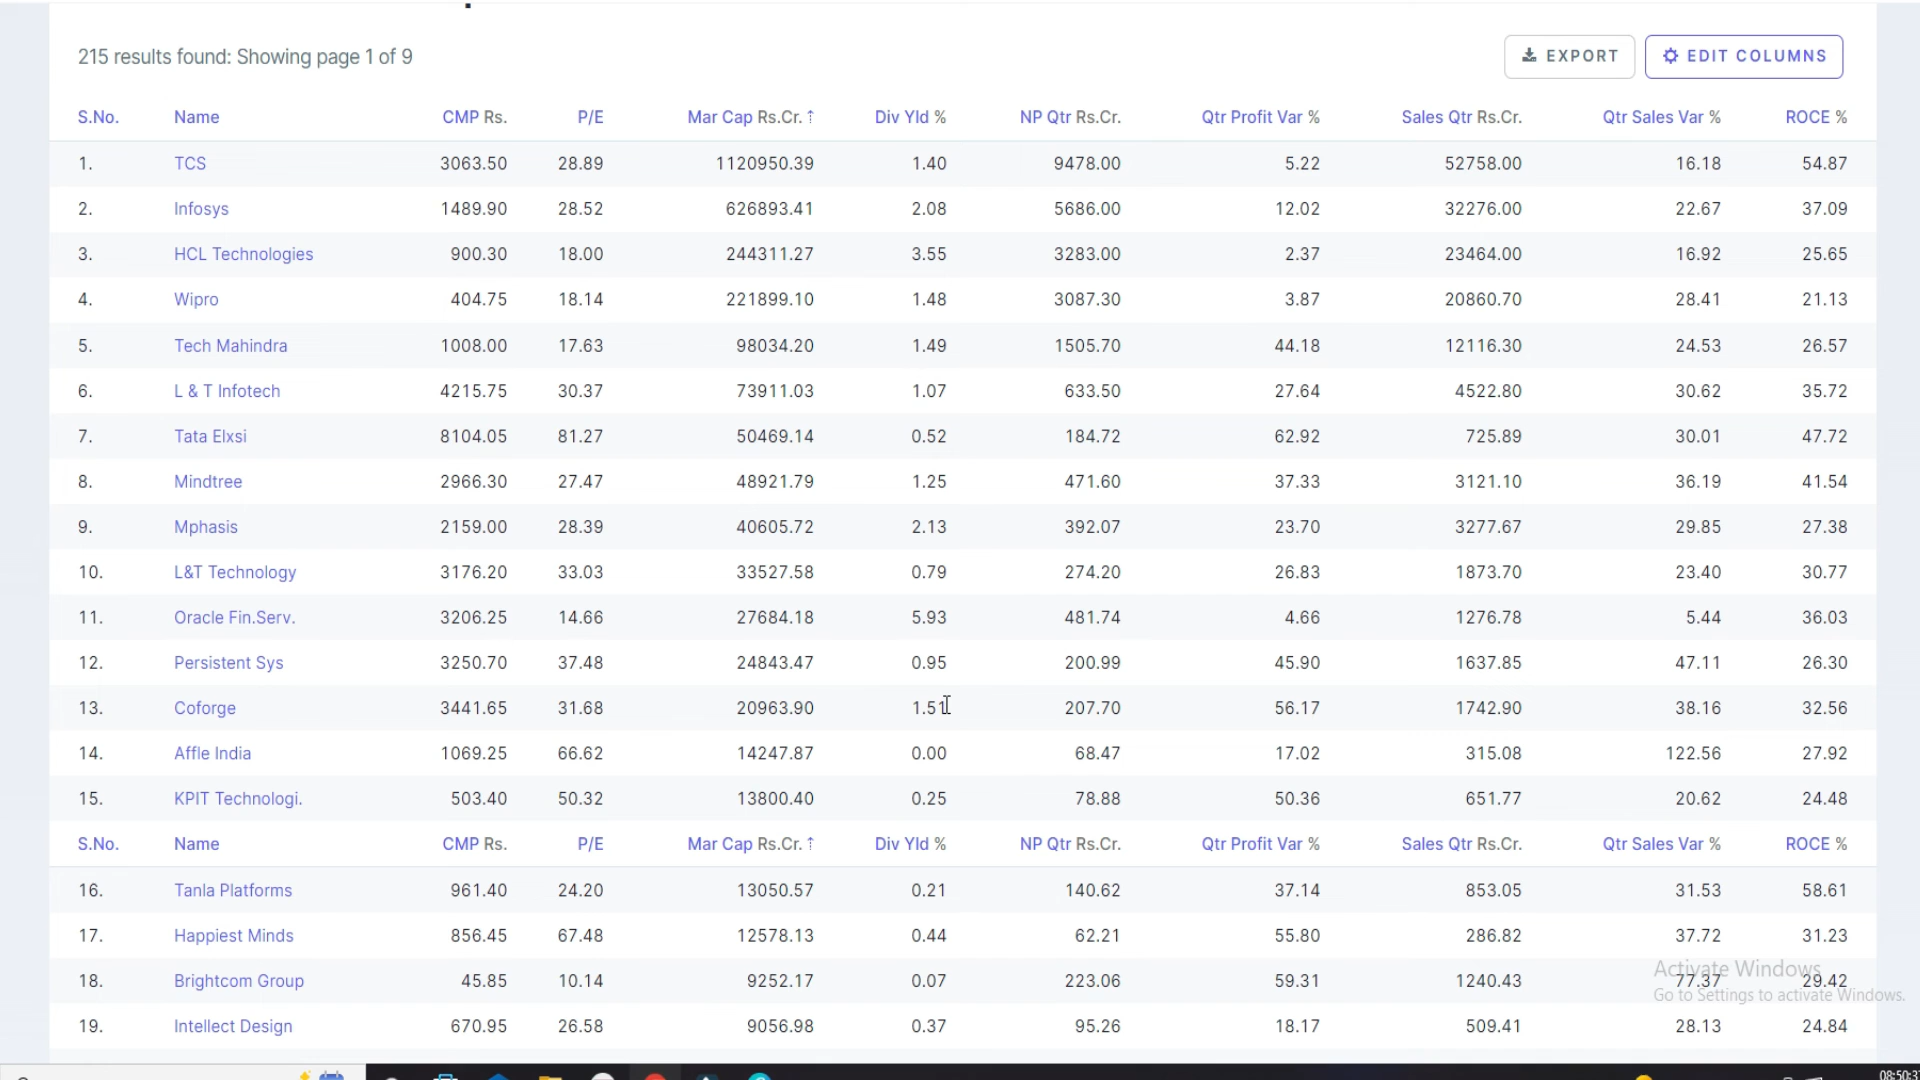 215 results found: Showing page 1 of 9
EXPORT EDIT COLUMNS
S.No. Name CMP Rs. P/E Mar Cap Rs.Cr. ↑ Div Yld % NP Qtr Rs.Cr. Qtr Profit Var % Sales Qtr Rs.Cr. Qtr Sales Var % ROCE %
1. TCS 3063.50 28.89 1120950.39 1.40 9478.00 5.22 52758.00 16.18 54.87
2. Infosys 1489.90 28.52 626893.41 2.08 5686.00 12.02 32276.00 22.67 37.09
3. HCL Technologies 900.30 18.00 244311.27 3.55 3283.00 2.37 23464.00 16.92 25.65
4. Wipro 404.75 18.14 221899.10 1.48 3087.30 3.87 20860.70 28.41 21.13
5. Tech Mahindra 1008.00 17.63 98034.20 1.49 1505.70 44.18 12116.30 24.53 26.57
6. L & T Infotech 4215.75 30.37 73911.03 1.07 633.50 27.64 4522.80 30.62 35.72
7. Tata Elxsi 8104.05 81.27 50469.14 0.52 184.72 62.92 725.89 30.01 47.72
8. Mindtree 2966.30 27.47 48921.79 1.25 471.60 37.33 3121.10 36.19 41.54
9. Mphasis 2159.00 28.39 40605.72 2.13 392.07 23.70 3277.67 29.85 27.38
10. L&T Technology 3176.20 33.03 33527.58 0.79 274.20 26.83 1873.70 23.40 30.77
11. Oracle Fin.Serv. 3206.25 14.66 27684.18 5.93 481.74 4.66 1276.78 5.44 36.03
12. Persistent Sys 3250.70 37.48 24843.47 0.95 200.99 45.90 1637.85 47.11 26.30
13. Coforge 3441.65 31.68 20963.90 1.51 207.70 56.17 1742.90 38.16 32.56
14. Affle India 1069.25 66.62 14247.87 0.00 68.47 17.02 315.08 122.56 27.92
15. KPIT Technologi. 503.40 50.32 13800.40 0.25 78.88 50.36 651.77 20.62 24.48
S.No. Name CMP Rs. P/E Mar Cap Rs.Cr. ↑ Div Yld % NP Qtr Rs.Cr. Qtr Profit Var % Sales Qtr Rs.Cr. Qtr Sales Var % ROCE %
16. Tanla Platforms 961.40 24.20 13050.57 0.21 140.62 37.14 853.05 31.53 58.61
17. Happiest Minds 856.45 67.48 12578.13 0.44 62.21 55.80 286.82 37.72 31.23
18. Brightcom Group 45.85 10.14 9252.17 0.07 223.06 59.31 1240.43 77.37 29.42
19. Intellect Design 670.95 26.58 9056.98 0.37 95.26 18.17 509.41 28.13 24.84
Activate Windows
Go to Settings to activate Windows.